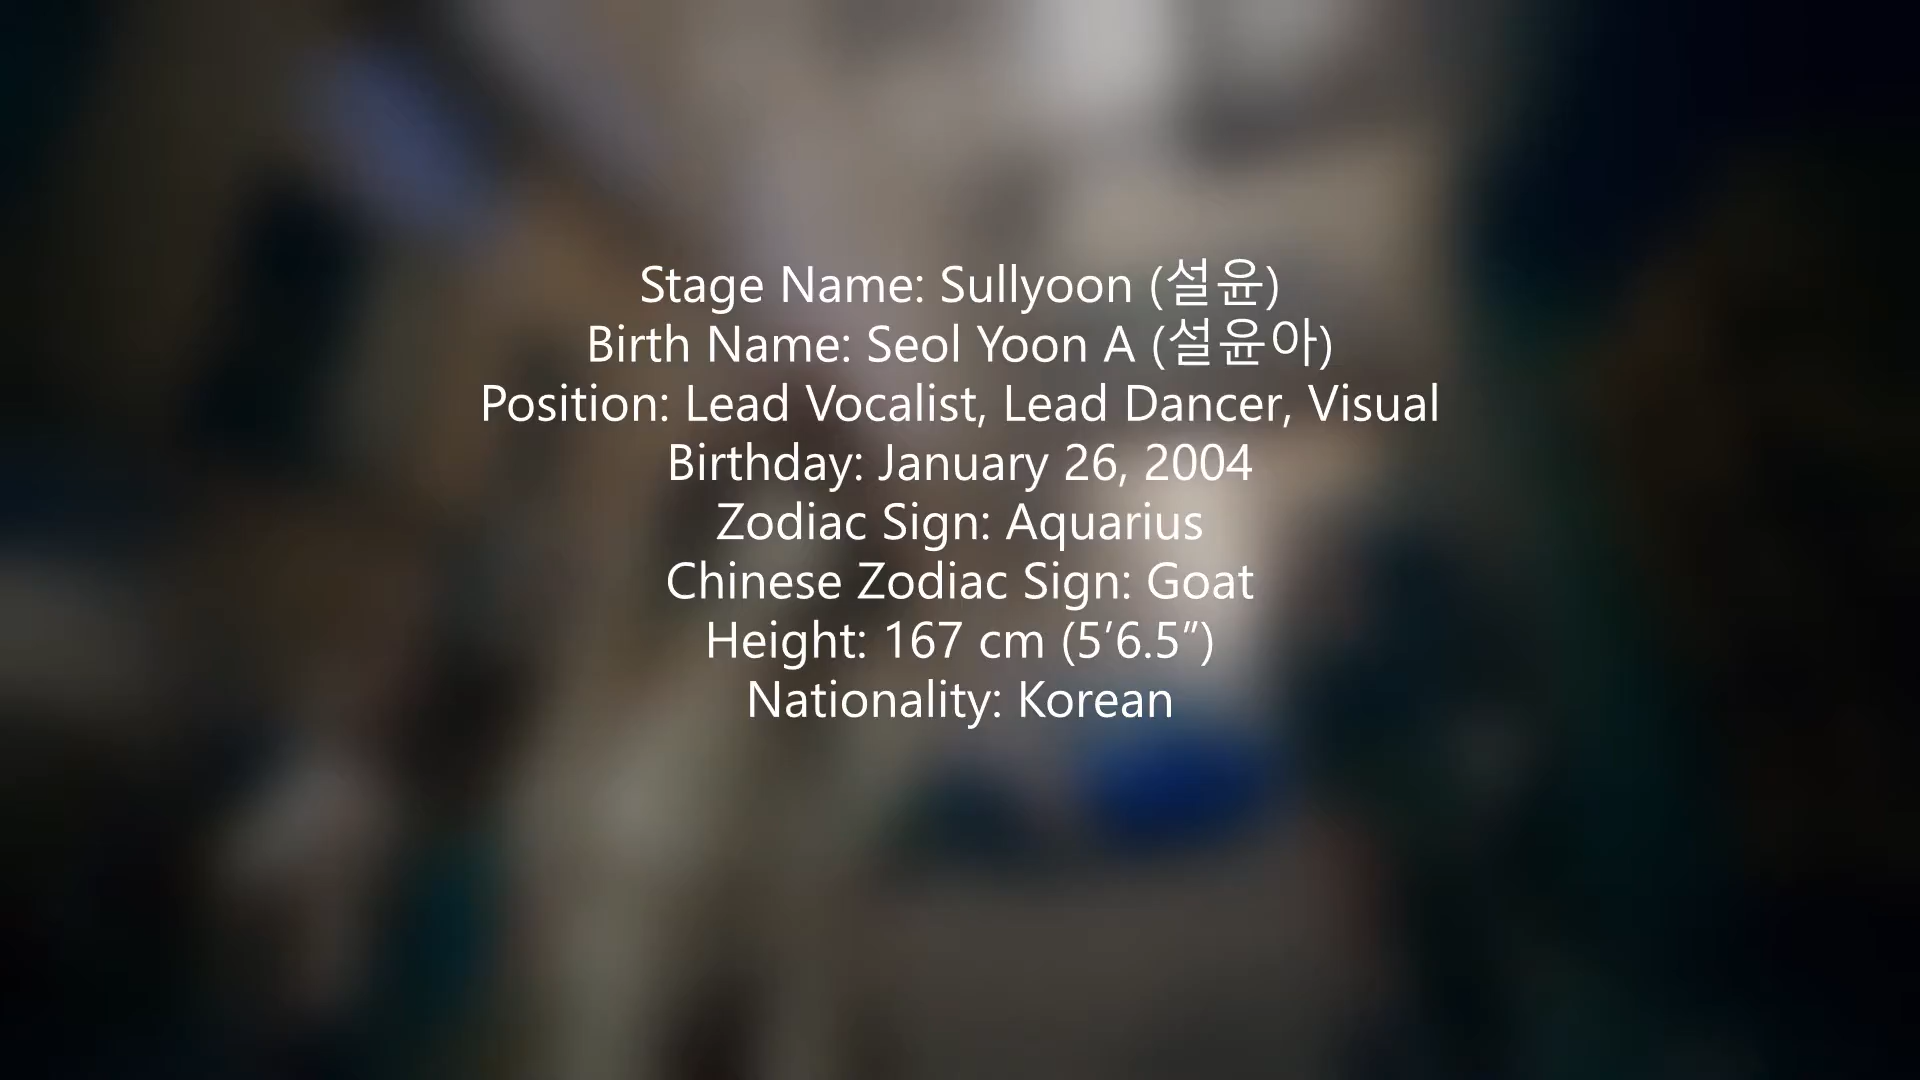 Stage Name: Sullyoon (설윤)
Birth Name: Seol Yoon A (설윤아)
Position: Lead Vocalist, Lead Dancer, Visual
Birthday: January 26, 2004
Zodiac Sign: Aquarius
Chinese Zodiac Sign: Goat
Height: 167 cm (5′6.5″)
Nationality: Korean